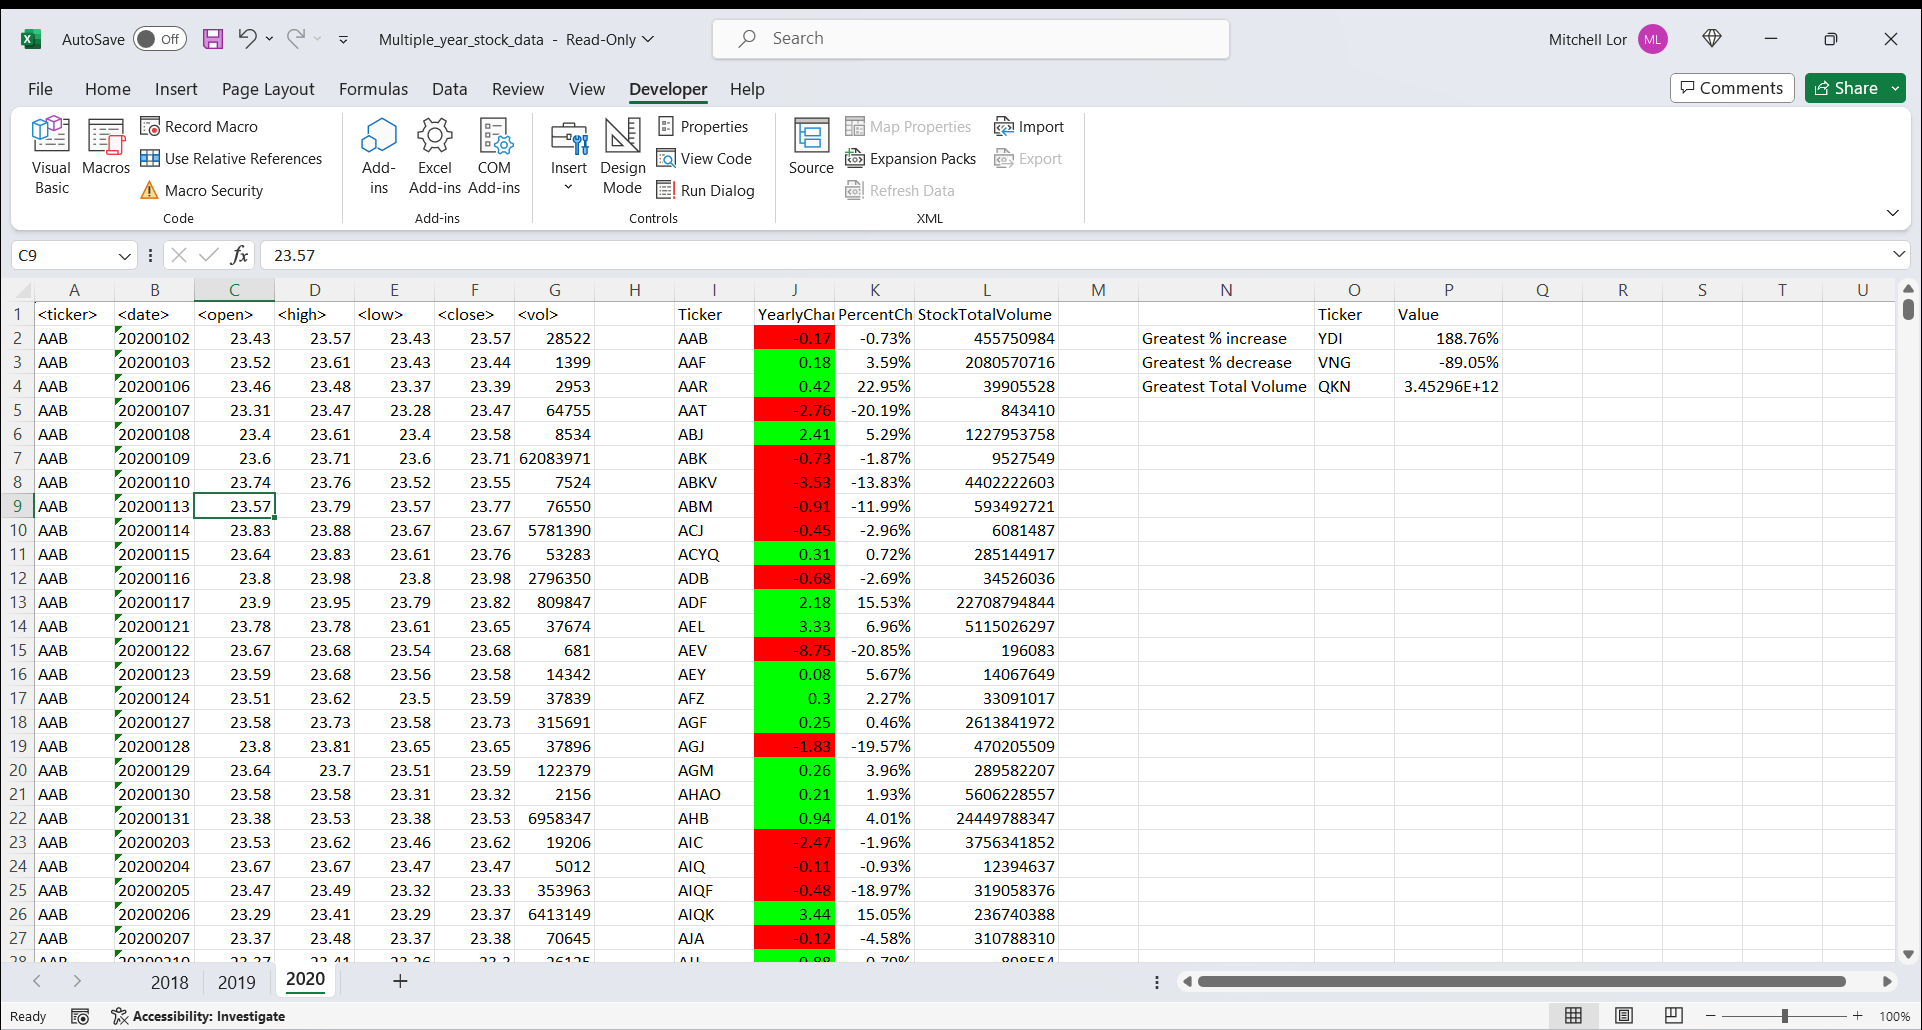 AutoSave Off Multiple_year_stock_data - Read-Only Search Mitchell Lor ML
File Home Insert Page Layout Formulas Data Review View Developer Help Comments Share
Visual Basic Macros Record Macro Use Relative References Macro Security Code
Add-ins Excel Add-ins COM Add-ins Add-ins
Insert Design Mode Properties View Code Run Dialog Controls
Source Map Properties Expansion Packs Refresh Data Import Export XML
C9 fx 23.57
A B C D E F G H I J K L M N O P Q R S T U
1 <ticker> <date> <open> <high> <low> <close> <vol> Ticker YearlyChar PercentCh StockTotalVolume Ticker Value
2 AAB 20200102 23.43 23.57 23.43 23.57 28522 AAB -0.17 -0.73% 455750984 Greatest % increase YDI 188.76%
3 AAB 20200103 23.52 23.61 23.43 23.44 1399 AAF 0.18 3.59% 2080570716 Greatest % decrease VNG -89.05%
4 AAB 20200106 23.46 23.48 23.37 23.39 2953 AAR 0.42 22.95% 39905528 Greatest Total Volume QKN 3.45296E+12
5 AAB 20200107 23.31 23.47 23.28 23.47 64755 AAT -2.76 -20.19% 843410
6 AAB 20200108 23.4 23.61 23.4 23.58 8534 ABJ 2.41 5.29% 1227953758
7 AAB 20200109 23.6 23.71 23.6 23.71 62083971 ABK -0.73 -1.87% 9527549
8 AAB 20200110 23.74 23.76 23.52 23.55 7524 ABKV -3.53 -13.83% 4402222603
9 AAB 20200113 23.57 23.79 23.57 23.77 76550 ABM -0.91 -11.99% 593492721
10 AAB 20200114 23.83 23.88 23.67 23.67 5781390 ACJ -0.45 -2.96% 6081487
11 AAB 20200115 23.64 23.83 23.61 23.76 53283 ACYQ 0.31 0.72% 285144917
12 AAB 20200116 23.8 23.98 23.8 23.98 2796350 ADB -0.68 -2.69% 34526036
13 AAB 20200117 23.9 23.95 23.79 23.82 809847 ADF 2.18 15.53% 22708794844
14 AAB 20200121 23.78 23.78 23.61 23.65 37674 AEL 3.33 6.96% 5115026297
15 AAB 20200122 23.67 23.68 23.54 23.68 681 AEV -8.75 -20.85% 196083
16 AAB 20200123 23.59 23.68 23.56 23.58 14342 AEY 0.08 5.67% 14067649
17 AAB 20200124 23.51 23.62 23.5 23.59 37839 AFZ 0.3 2.27% 33091017
18 AAB 20200127 23.58 23.73 23.58 23.73 315691 AGF 0.25 0.46% 2613841972
19 AAB 20200128 23.8 23.81 23.65 23.65 37896 AGJ -1.83 -19.57% 470205509
20 AAB 20200129 23.64 23.7 23.51 23.59 122379 AGM 0.26 3.96% 289582207
21 AAB 20200130 23.58 23.58 23.31 23.32 2156 AHAO 0.21 1.93% 5606228557
22 AAB 20200131 23.38 23.53 23.38 23.53 6958347 AHB 0.94 4.01% 24449788347
23 AAB 20200203 23.53 23.62 23.46 23.62 19206 AIC -2.47 -1.96% 3756341852
24 AAB 20200204 23.67 23.67 23.47 23.47 5012 AIQ -0.11 -0.93% 12394637
25 AAB 20200205 23.47 23.49 23.32 23.33 353963 AIQF -0.48 -18.97% 319058376
26 AAB 20200206 23.29 23.41 23.29 23.37 6413149 AIQK 3.44 15.05% 236740388
27 AAB 20200207 23.37 23.48 23.37 23.38 70645 AJA -0.12 -4.58% 310788310
28 AAB 20200210
2018 2019 2020
Ready Accessibility: Investigate 100%